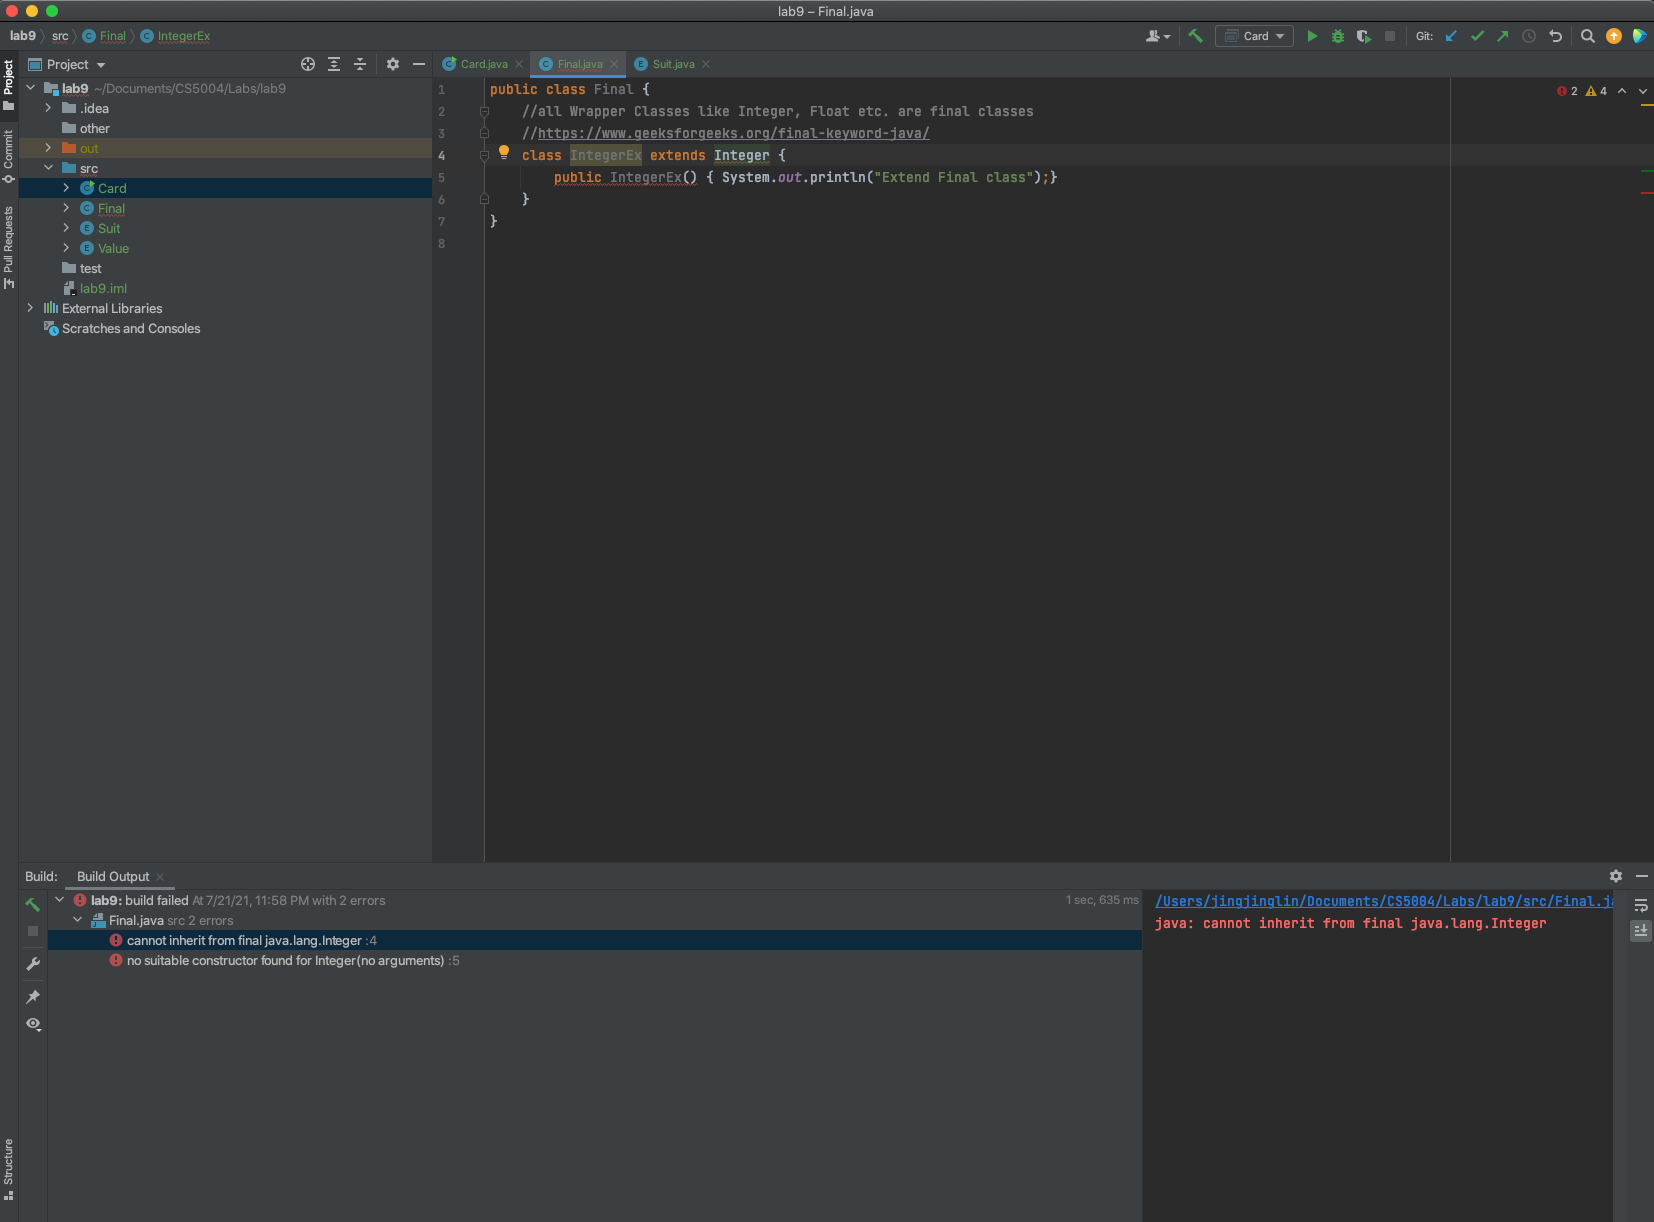 lab9 – Final.java
lab9 src Final IntegerEx
Card Git:
Project
Card.java Final.java Suit.java
Project
Commit
Pull Requests
Structure
lab9 ~/Documents/CS5004/Labs/lab9
.idea
other
out
src
Card
Final
Suit
Value
test
lab9.iml
External Libraries
Scratches and Consoles
2 4
1 public class Final {
2 //all Wrapper Classes like Integer, Float etc. are final classes
3 //https://www.geeksforgeeks.org/final-keyword-java/
4 class IntegerEx extends Integer {
5 public IntegerEx() { System.out.println("Extend Final class");}
6 }
7 }
8
Build: Build Output
lab9: build failed At 7/21/21, 11:58 PM with 2 errors 1 sec, 635 ms
Final.java src 2 errors
cannot inherit from final java.lang.Integer :4
no suitable constructor found for Integer(no arguments) :5
/Users/jingjinglin/Documents/CS5004/Labs/lab9/src/Final.ja
java: cannot inherit from final java.lang.Integer